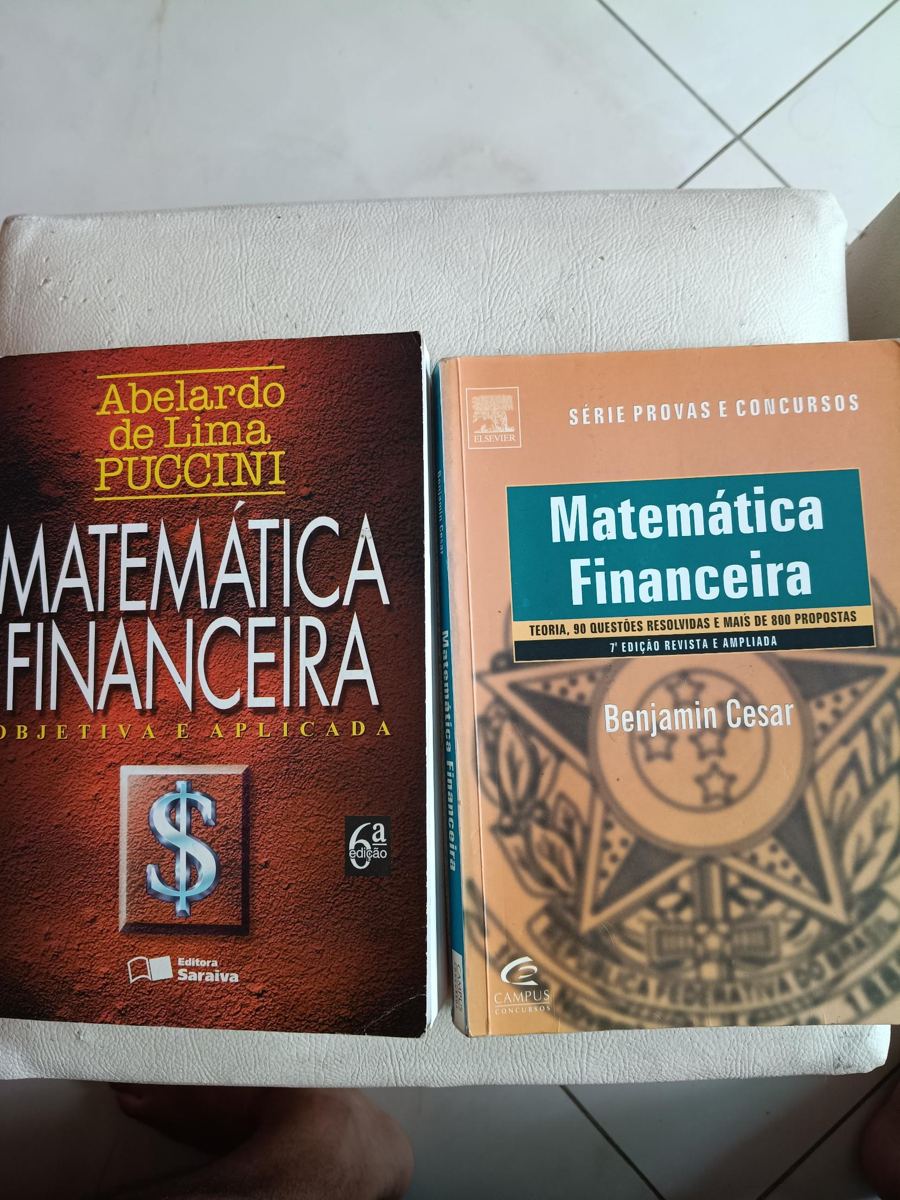 Abelardo
de Lima
PUCCINI
MATEMÁTICA
FINANCEIRA
OBJETIVA E APLICADA
$
6ª
edição
Editora
Saraiva
Benjamin Cesar
Matemática Financeira
ELSEVIER
SÉRIE PROVAS E CONCURSOS
Matemática
Financeira
TEORIA, 90 QUESTÕES RESOLVIDAS E MAIS DE 800 PROPOSTAS
7ª EDIÇÃO REVISTA E AMPLIADA
Benjamin Cesar
CAMPUS
CONCURSOS